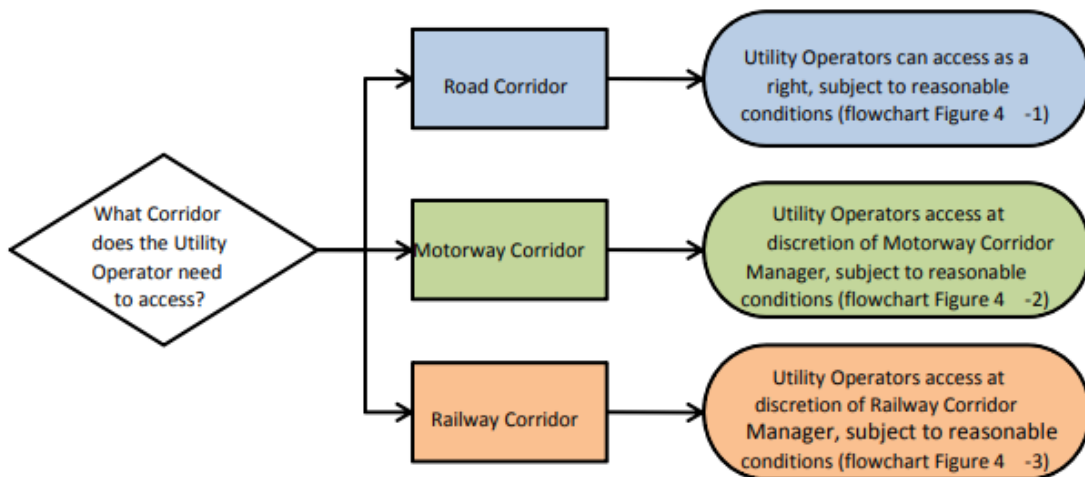 What Corridor
does the Utility
Operator need
to access?
Road Corridor
Utility Operators can access as a
right, subject to reasonable
conditions (flowchart Figure 4 -1)
Motorway Corridor
Utility Operators access at
discretion of Motorway Corridor
Manager, subject to reasonable
conditions (flowchart Figure 4 -2)
Railway Corridor
Utility Operators access at
discretion of Railway Corridor
Manager, subject to reasonable
conditions (flowchart Figure 4 -3)